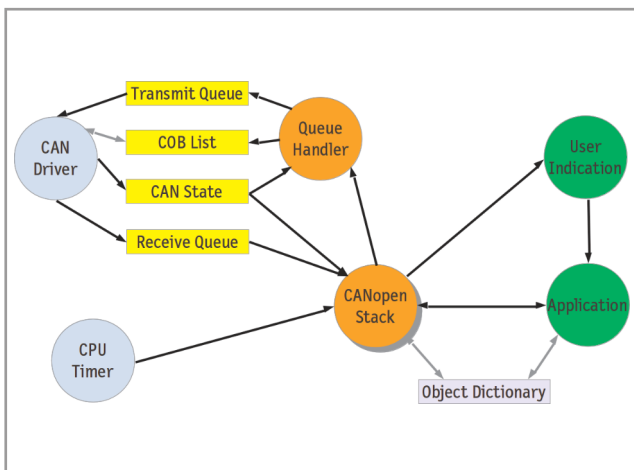 Transmit Queue
COB List
CAN State
Receive Queue
CAN
Driver
Queue
Handler
User
Indication
CANopen
Stack
Application
CPU
Timer
Object Dictionary